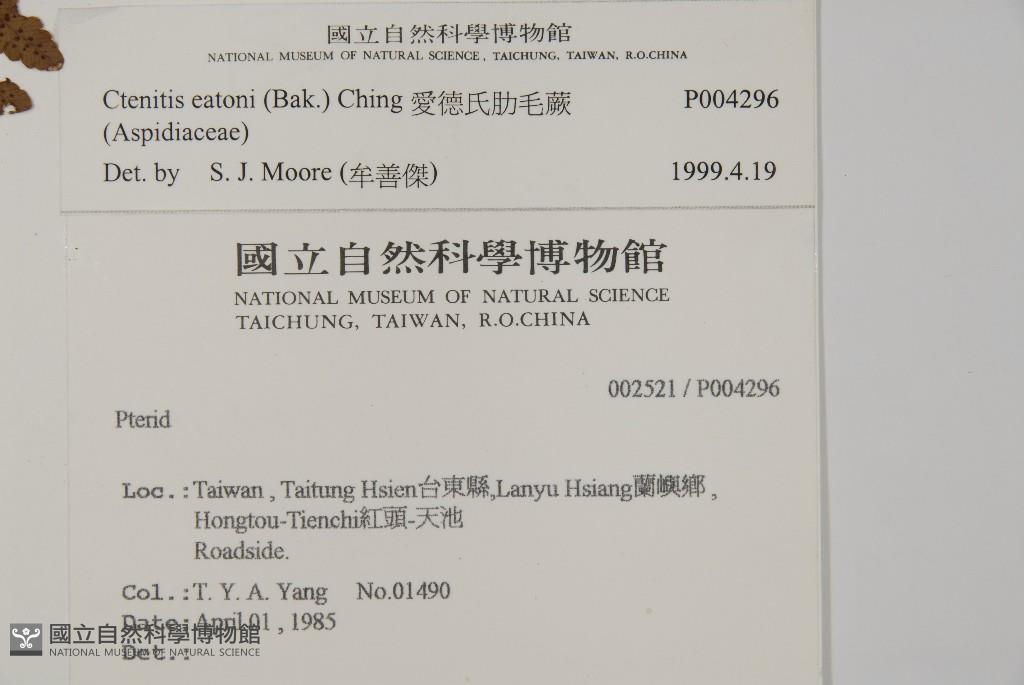 國立自然科學博物館
NATIONAL MUSEUM OF NATURAL SCIENCE, TAICHUNG, TAIWAN, R.O.CHINA
Ctenitis eatoni (Bak.) Ching 愛德氏肋毛蕨 P004296
(Aspidiaceae)
Det. by S. J. Moore (牟善傑) 1999.4.19
國立自然科學博物館
NATIONAL MUSEUM OF NATURAL SCIENCE
TAICHUNG, TAIWAN, R.O.CHINA
002521 / P004296
Pterid
Loc.: Taiwan , Taitung Hsien台東縣,Lanyu Hsiang蘭嶼鄉 ,
Hongtou-Tienchi紅頭-天池
Roadside.
Col.: T. Y. A. Yang No.01490
Date: April 01 , 1985
Det.:
國立自然科學博物館
NATIONAL MUSEUM OF NATURAL SCIENCE